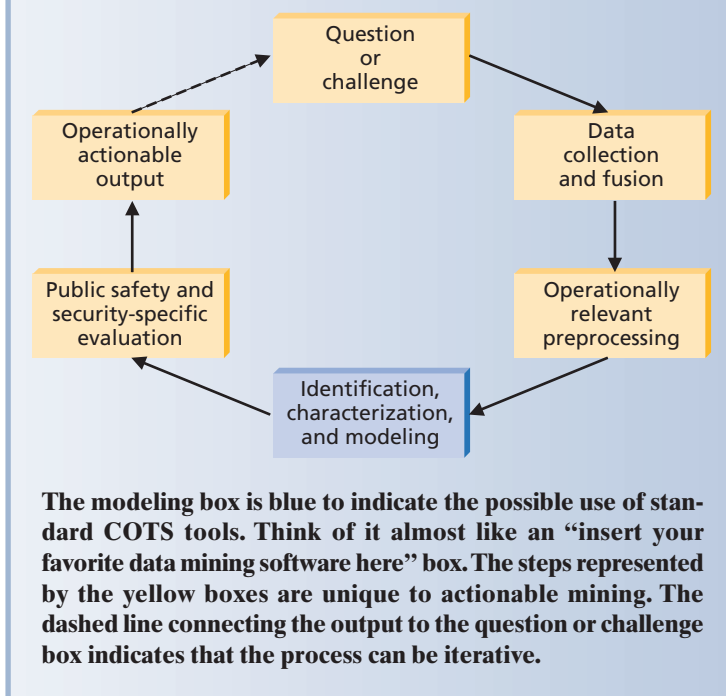 Question
or
challenge
Data
collection
and fusion
Operationally
relevant
preprocessing
Identification,
characterization,
and modeling
Public safety and
security-specific
evaluation
Operationally
actionable
output
The modeling box is blue to indicate the possible use of stan-
dard COTS tools. Think of it almost like an “insert your
favorite data mining software here” box. The steps represented
by the yellow boxes are unique to actionable mining. The
dashed line connecting the output to the question or challenge
box indicates that the process can be iterative.